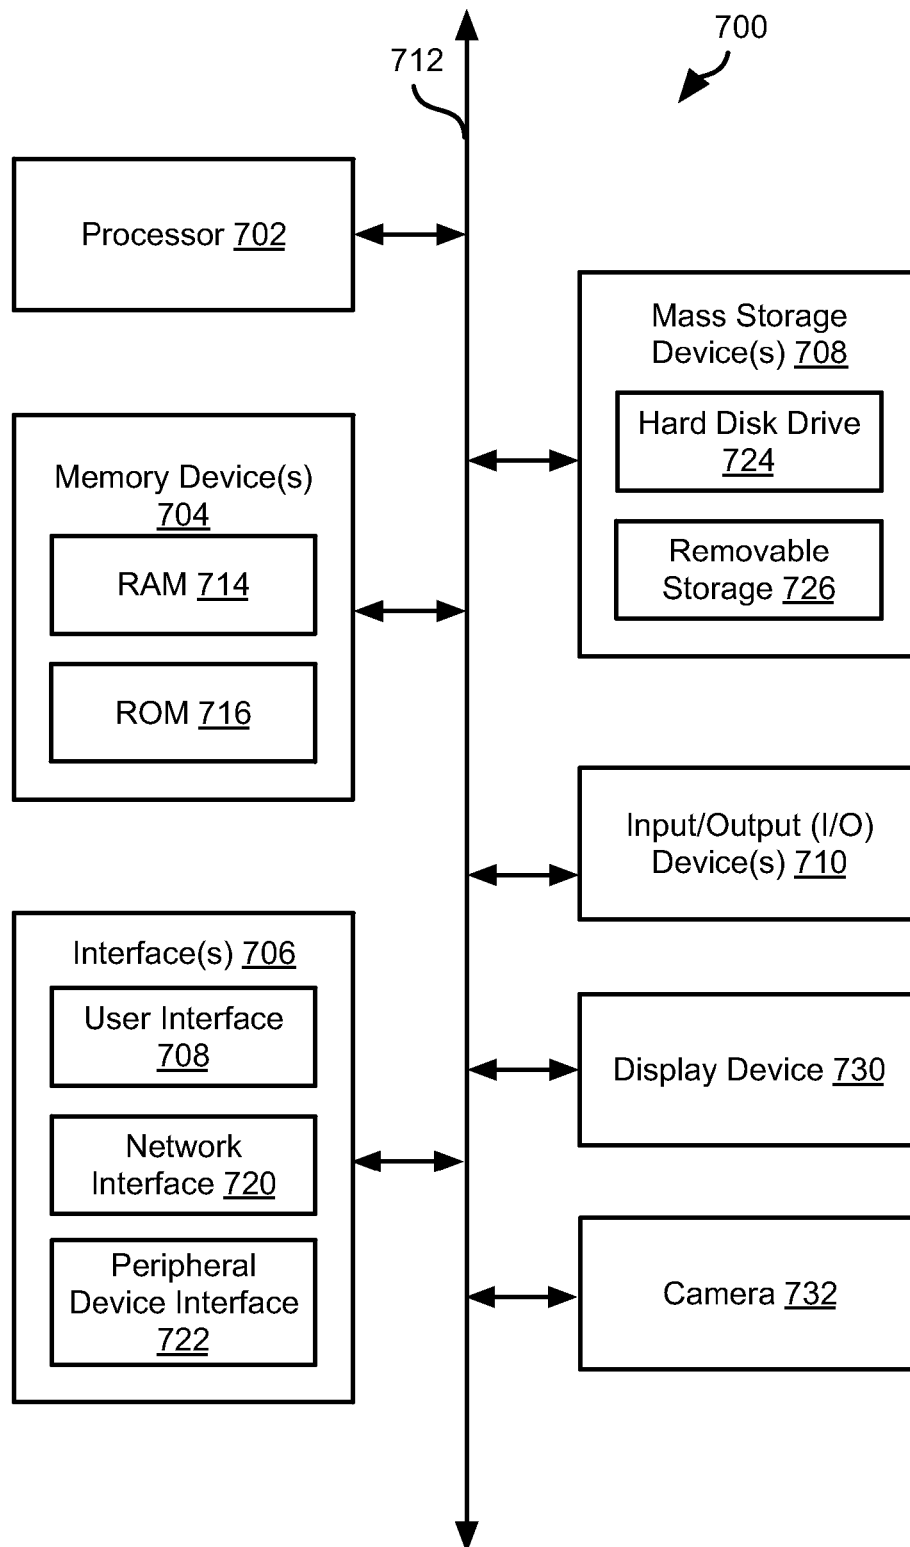 700
712
Processor 702
Mass Storage
Device(s) 708
Hard Disk Drive
724
Removable
Storage 726
Memory Device(s)
704
RAM 714
ROM 716
Input/Output (I/O)
Device(s) 710
Interface(s) 706
User Interface
708
Network
Interface 720
Peripheral
Device Interface
722
Display Device 730
Camera 732